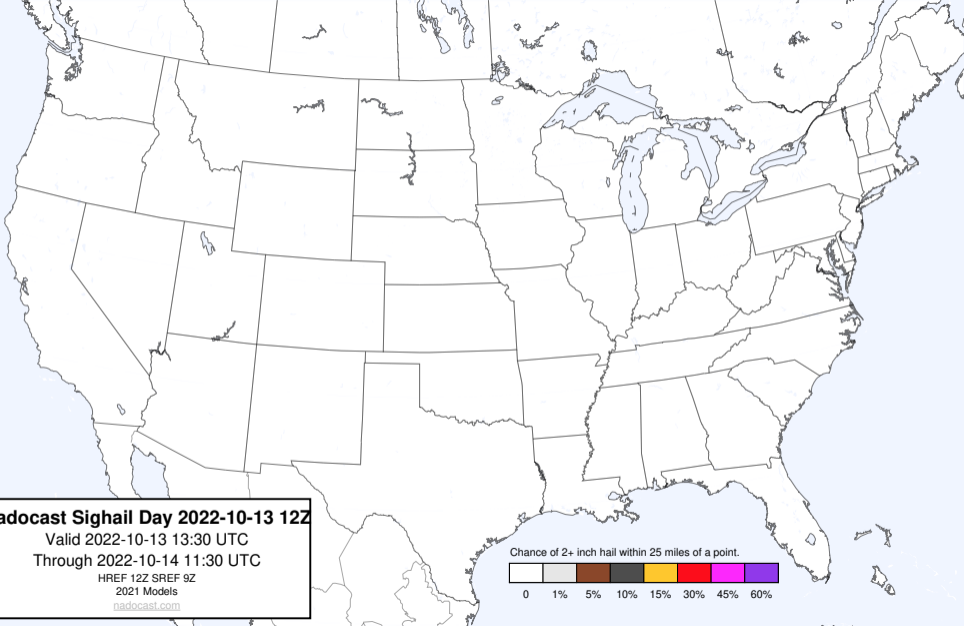 adocast Sighail Day 2022-10-13 12Z
Valid 2022-10-13 13:30 UTC
Through 2022-10-14 11:30 UTC
HREF 12Z SREF 9Z
2021 Models
nadocast.com
Chance of 2+ inch hail within 25 miles of a point.
0 1% 5% 10% 15% 30% 45% 60%